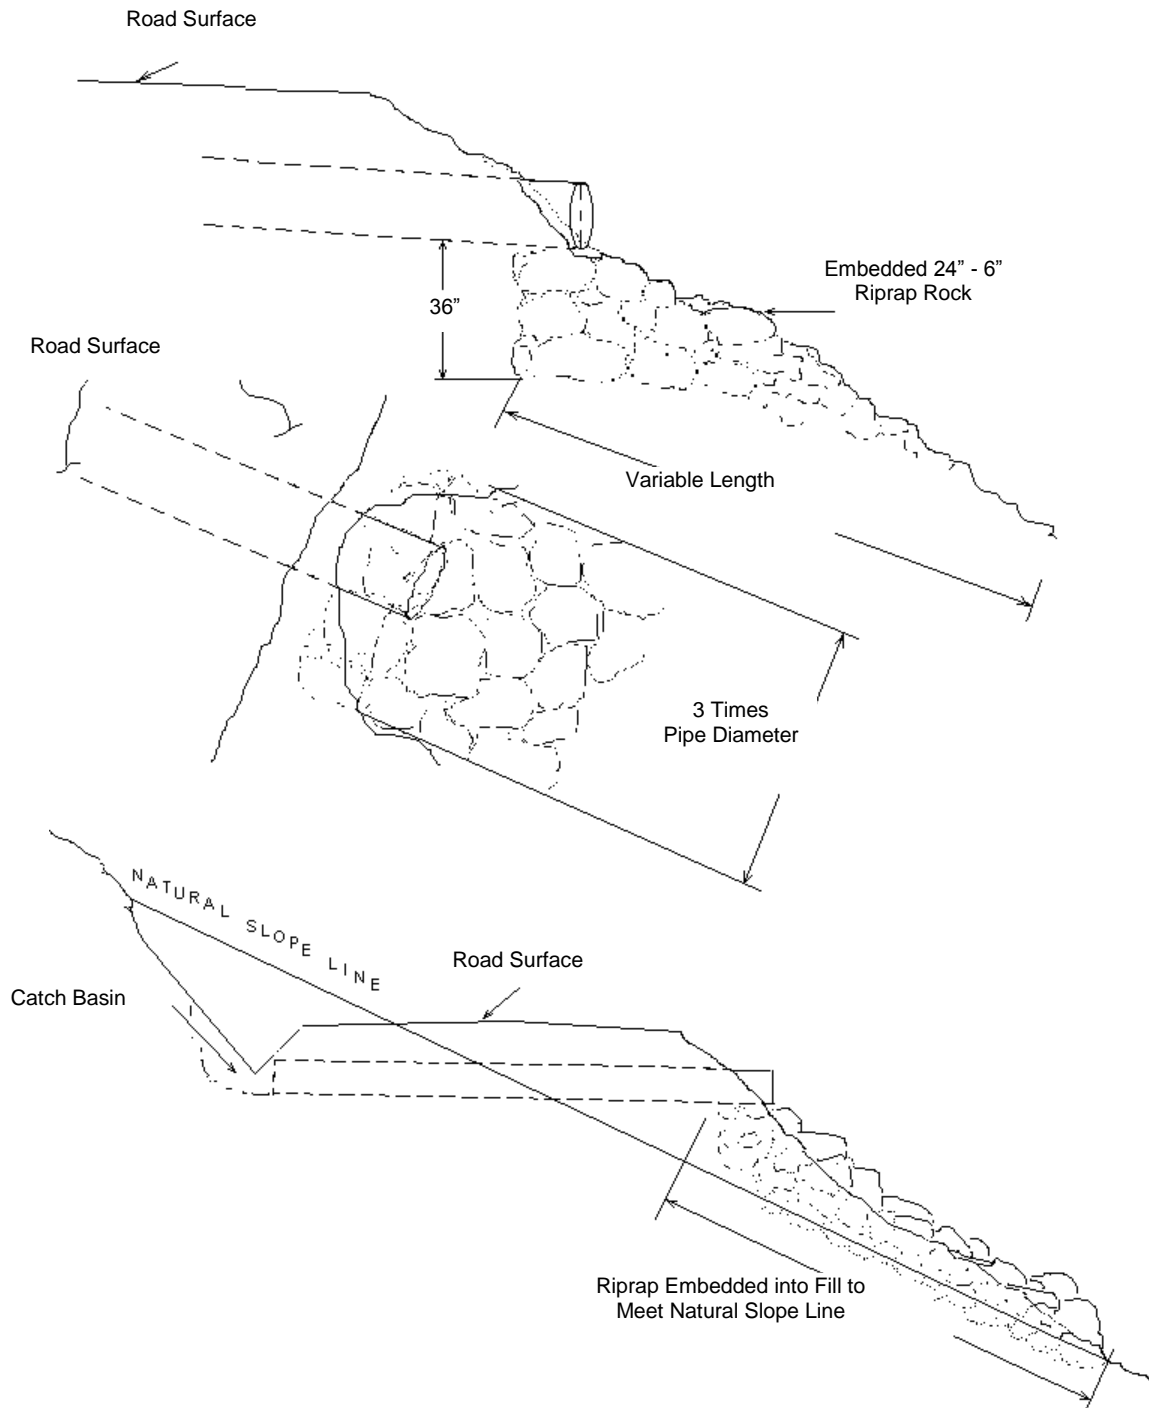 Road Surface
Embedded 24” - 6”
Riprap Rock
36”
Road Surface
Variable Length
3 Times
Pipe Diameter
NATURAL SLOPE LINE
Road Surface
Catch Basin
Riprap Embedded into Fill to
Meet Natural Slope Line